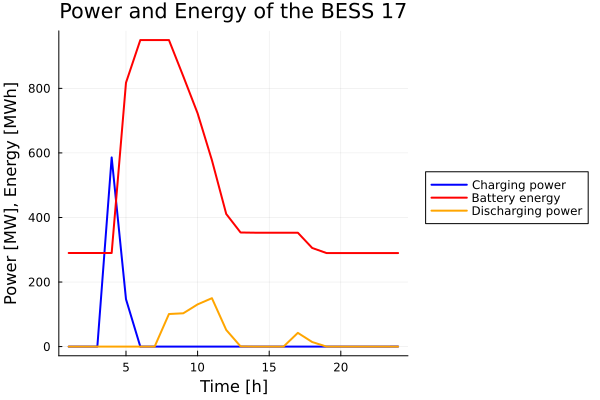 Power and Energy of the BESS 17
Power [MW], Energy [MWh]
800
600
400
200
0
5
10
15
20
Time [h]
Charging power
Battery energy
Discharging power